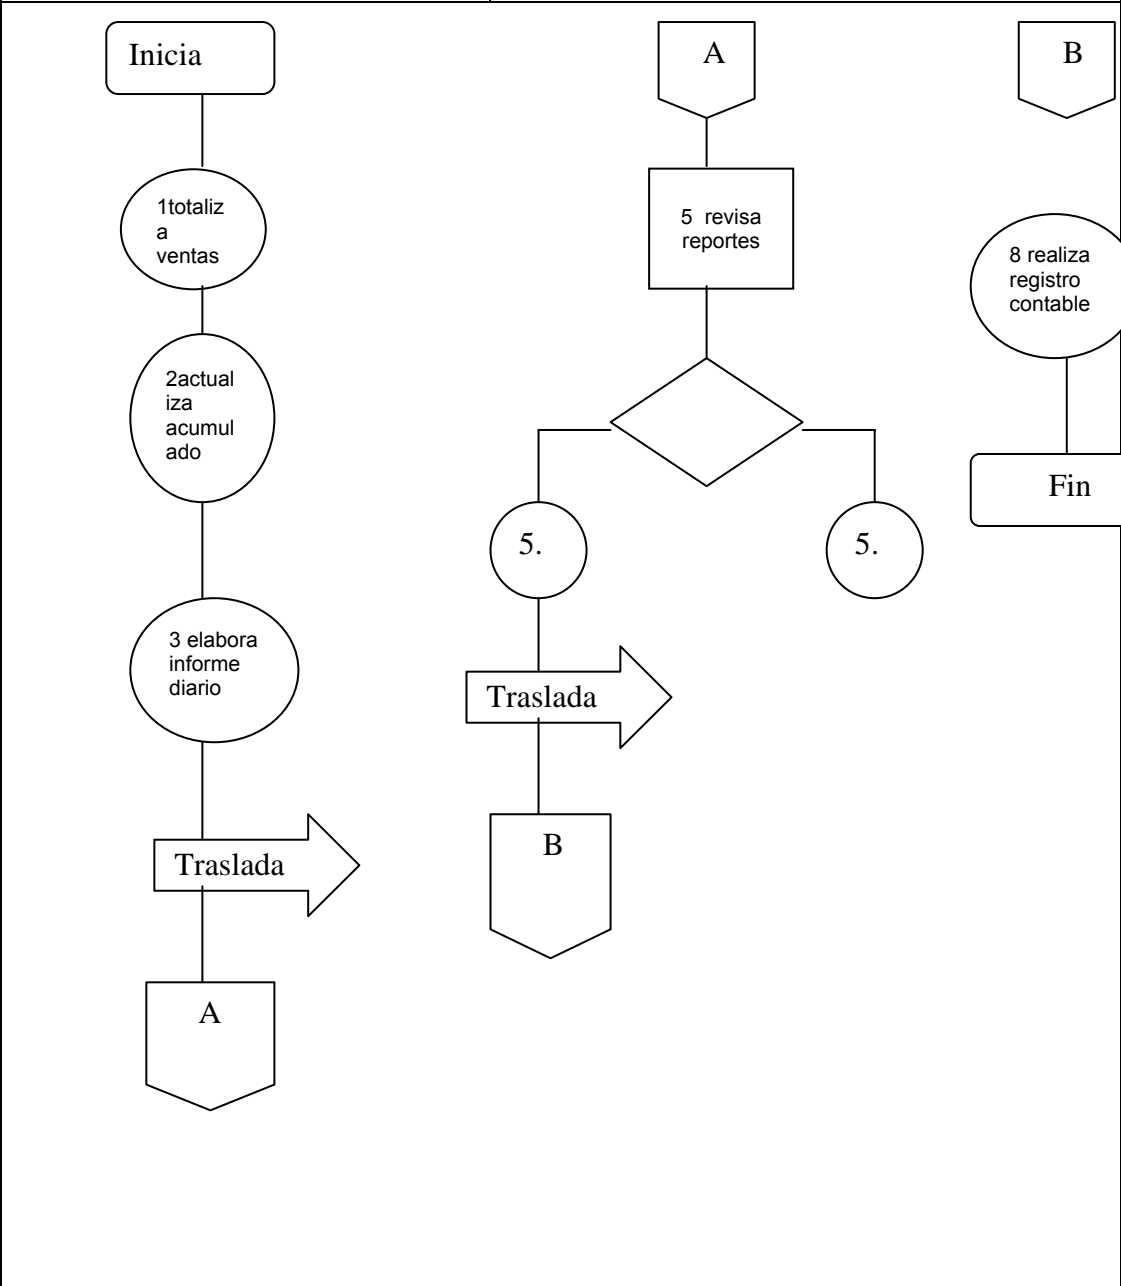 Inicia
1totaliz
a
ventas
2actual
iza
acumul
ado
3 elabora
informe
diario
Traslada
A
A
5 revisa
reportes
5.
5.
Traslada
B
B
8 realiza
registro
contable
Fin